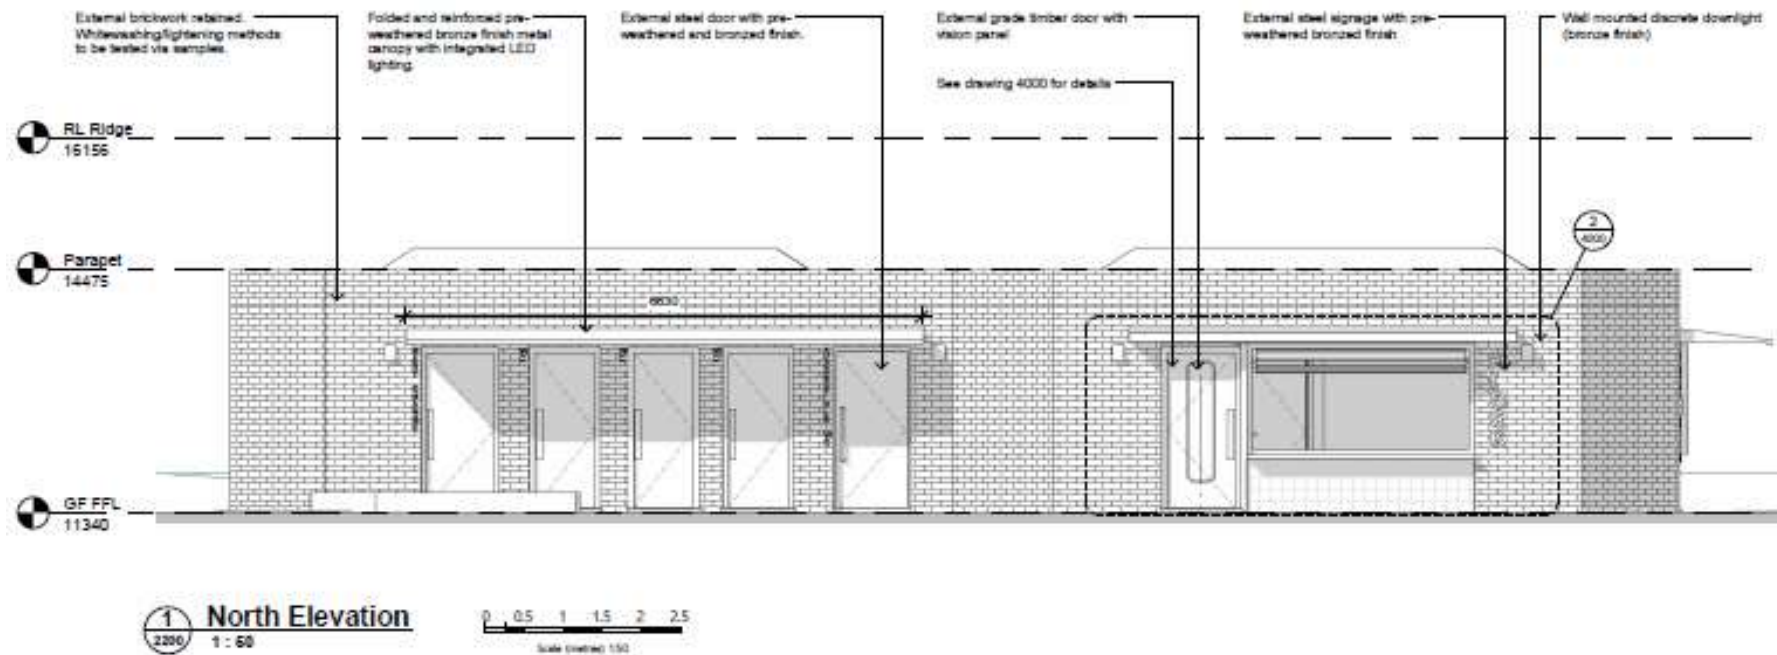 External brickwork retained.
Whitewashing/lightening methods
to be tested via samples.
Folded and reinforced pre-
weathered bronze finish metal
canopy with integrated LED
lighting.
External steel door with pre-
weathered and bronzed finish.
External grade timber door with
vision panel
See drawing 4000 for details
External steel signage with pre-
weathered bronzed finish
Wall mounted discrete downlight
(bronze finish)
RL Ridge
Parapet
14475
2
4000
GF FFL
11340
1
2200
North Elevation
1 : 50
0 0.5 1 1.5 2 2.5
Scale (metres) 1:50